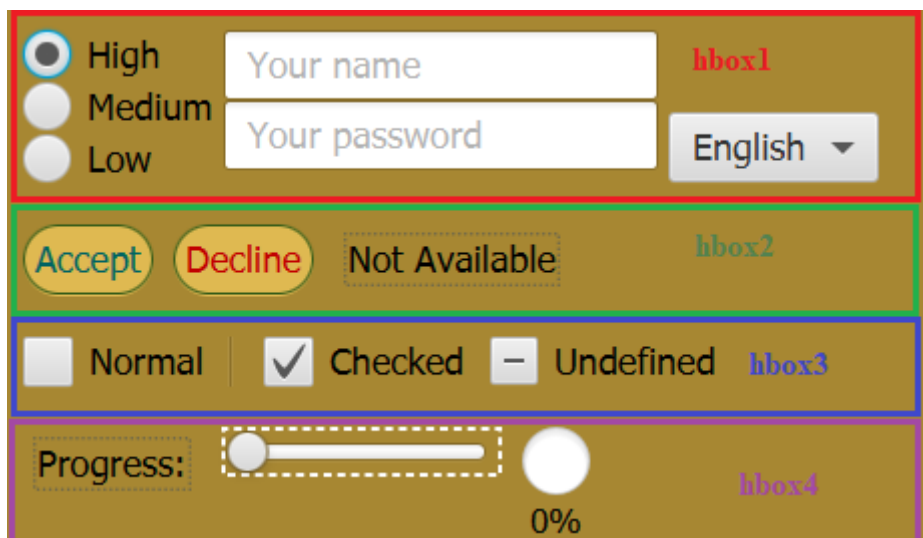 High
Your name
hbox1
Medium
Your password
English
Low
Accept
Decline
Not Available
hbox2
Normal
Checked
Undefined
hbox3
Progress:
hbox4
0%